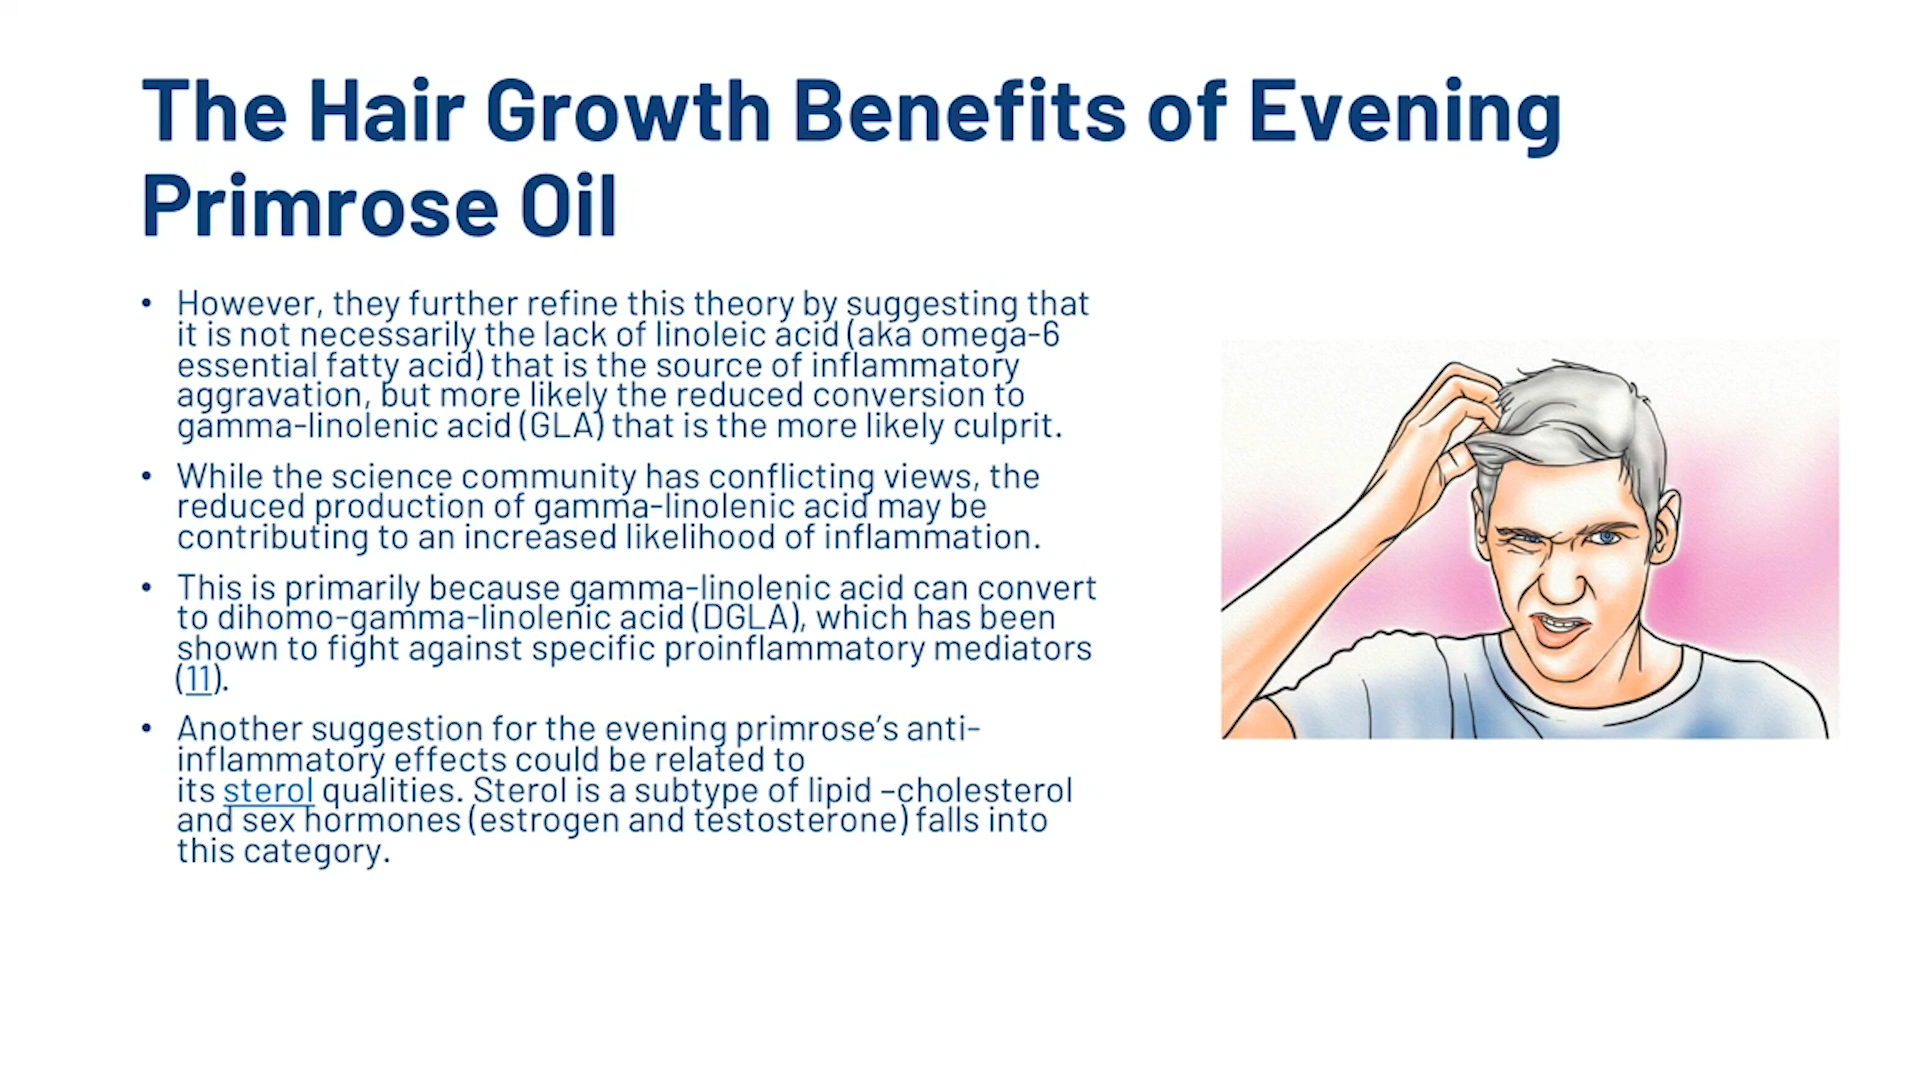 The Hair Growth Benefits of Evening
Primrose Oil
• However, they further refine this theory by suggesting that
it is not necessarily the lack of linoleic acid (aka omega-6
essential fatty acid) that is the source of inflammatory
aggravation, but more likely the reduced conversion to
gamma-linolenic acid (GLA) that is the more likely culprit.
• While the science community has conflicting views, the
reduced production of gamma-linolenic acid may be
contributing to an increased likelihood of inflammation.
• This is primarily because gamma-linolenic acid can convert
to dihomo-gamma-linolenic acid (DGLA), which has been
shown to fight against specific proinflammatory mediators
(11).
• Another suggestion for the evening primrose’s anti-
inflammatory effects could be related to
its sterol qualities. Sterol is a subtype of lipid –cholesterol
and sex hormones (estrogen and testosterone) falls into
this category.